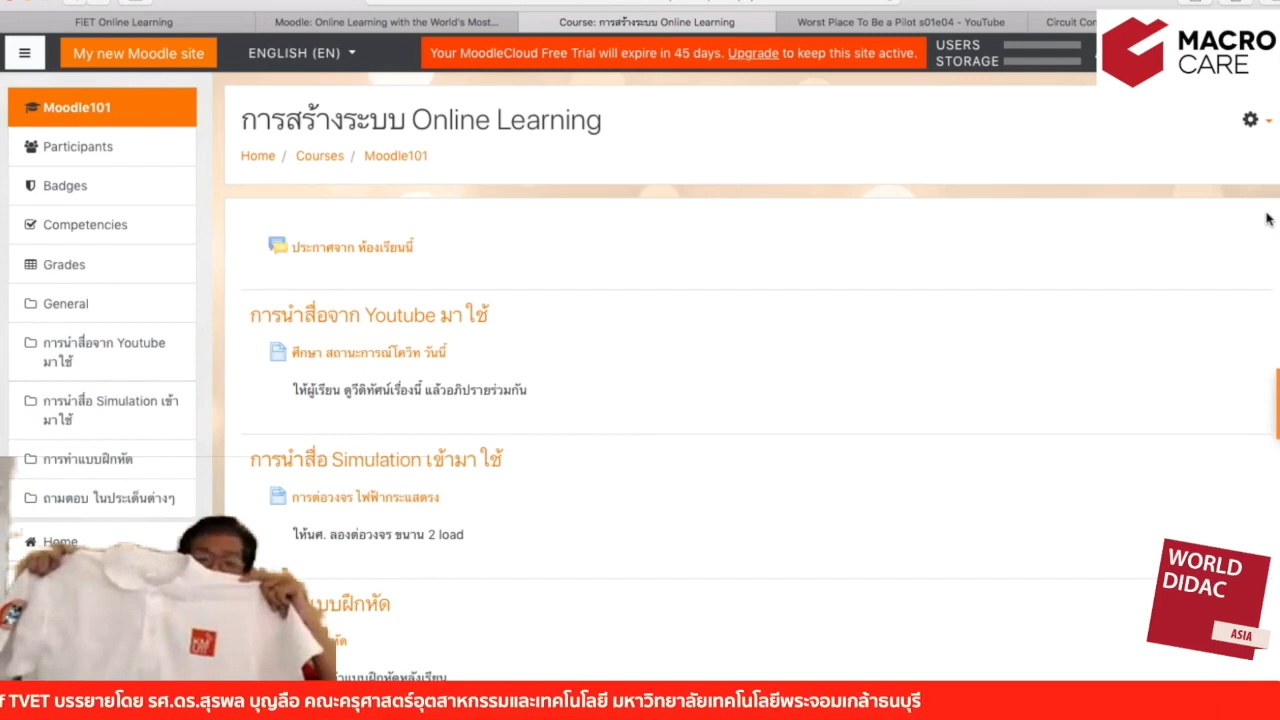 FiET Online Learning
Moodle: Online Learning with the World's Most...
Course: การสร้างระบบ Online Learning
Worst Place To Be a Pilot s01e04 - YouTube
My new Moodle site
ENGLISH (EN)
Your MoodleCloud Free Trial will expire in 45 days. Upgrade to keep this site active.
USERS
STORAGE
MACRO
CARE
Moodle101
Participants
Badges
Competencies
Grades
General
การนำสื่อจาก Youtube
มาใช้
การนำสื่อ Simulation เข้า
มาใช้
การทำแบบฝึกหัด
ถามตอบ ในประเด็นต่างๆ
Home
การสร้างระบบ Online Learning
Home / Courses / Moodle101
ประกาศจาก ห้องเรียนนี้
การนำสื่อจาก Youtube มาใช้
ศึกษา สถานะการณ์โควิท วันนี้
ให้ผู้เรียน ดูวีดิทัศน์เรื่องนี้ แล้วอภิปรายร่วมกัน
การนำสื่อ Simulation เข้ามาใช้
การต่อวงจร ไฟฟ้ากระแสตรง
ให้นศ. ลองต่อวงจร ขนาน 2 load
แบบฝึกหัด
WORLD
DIDAC
ASIA
f TVET บรรยายโดย รศ.ดร.สุรพล บุญลือ คณะครุศาสตร์อุตสาหกรรมและเทคโนโลยี มหาวิทยาลัยเทคโนโลยีพระจอมเกล้าธนบุรี